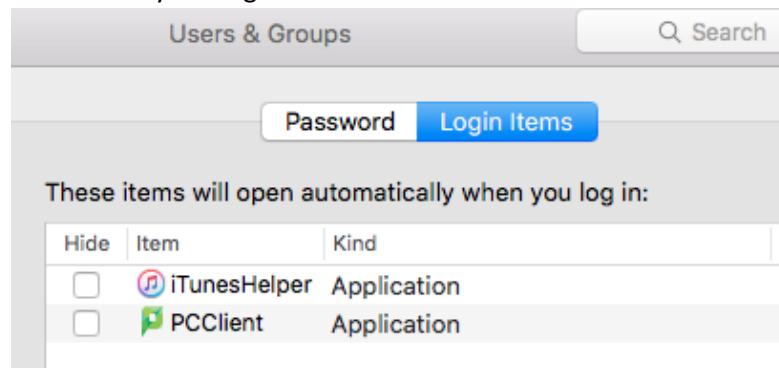 Users & Groups Search
Password Login Items
These items will open automatically when you log in:
Hide Item Kind
iTunesHelper Application
PCClient Application